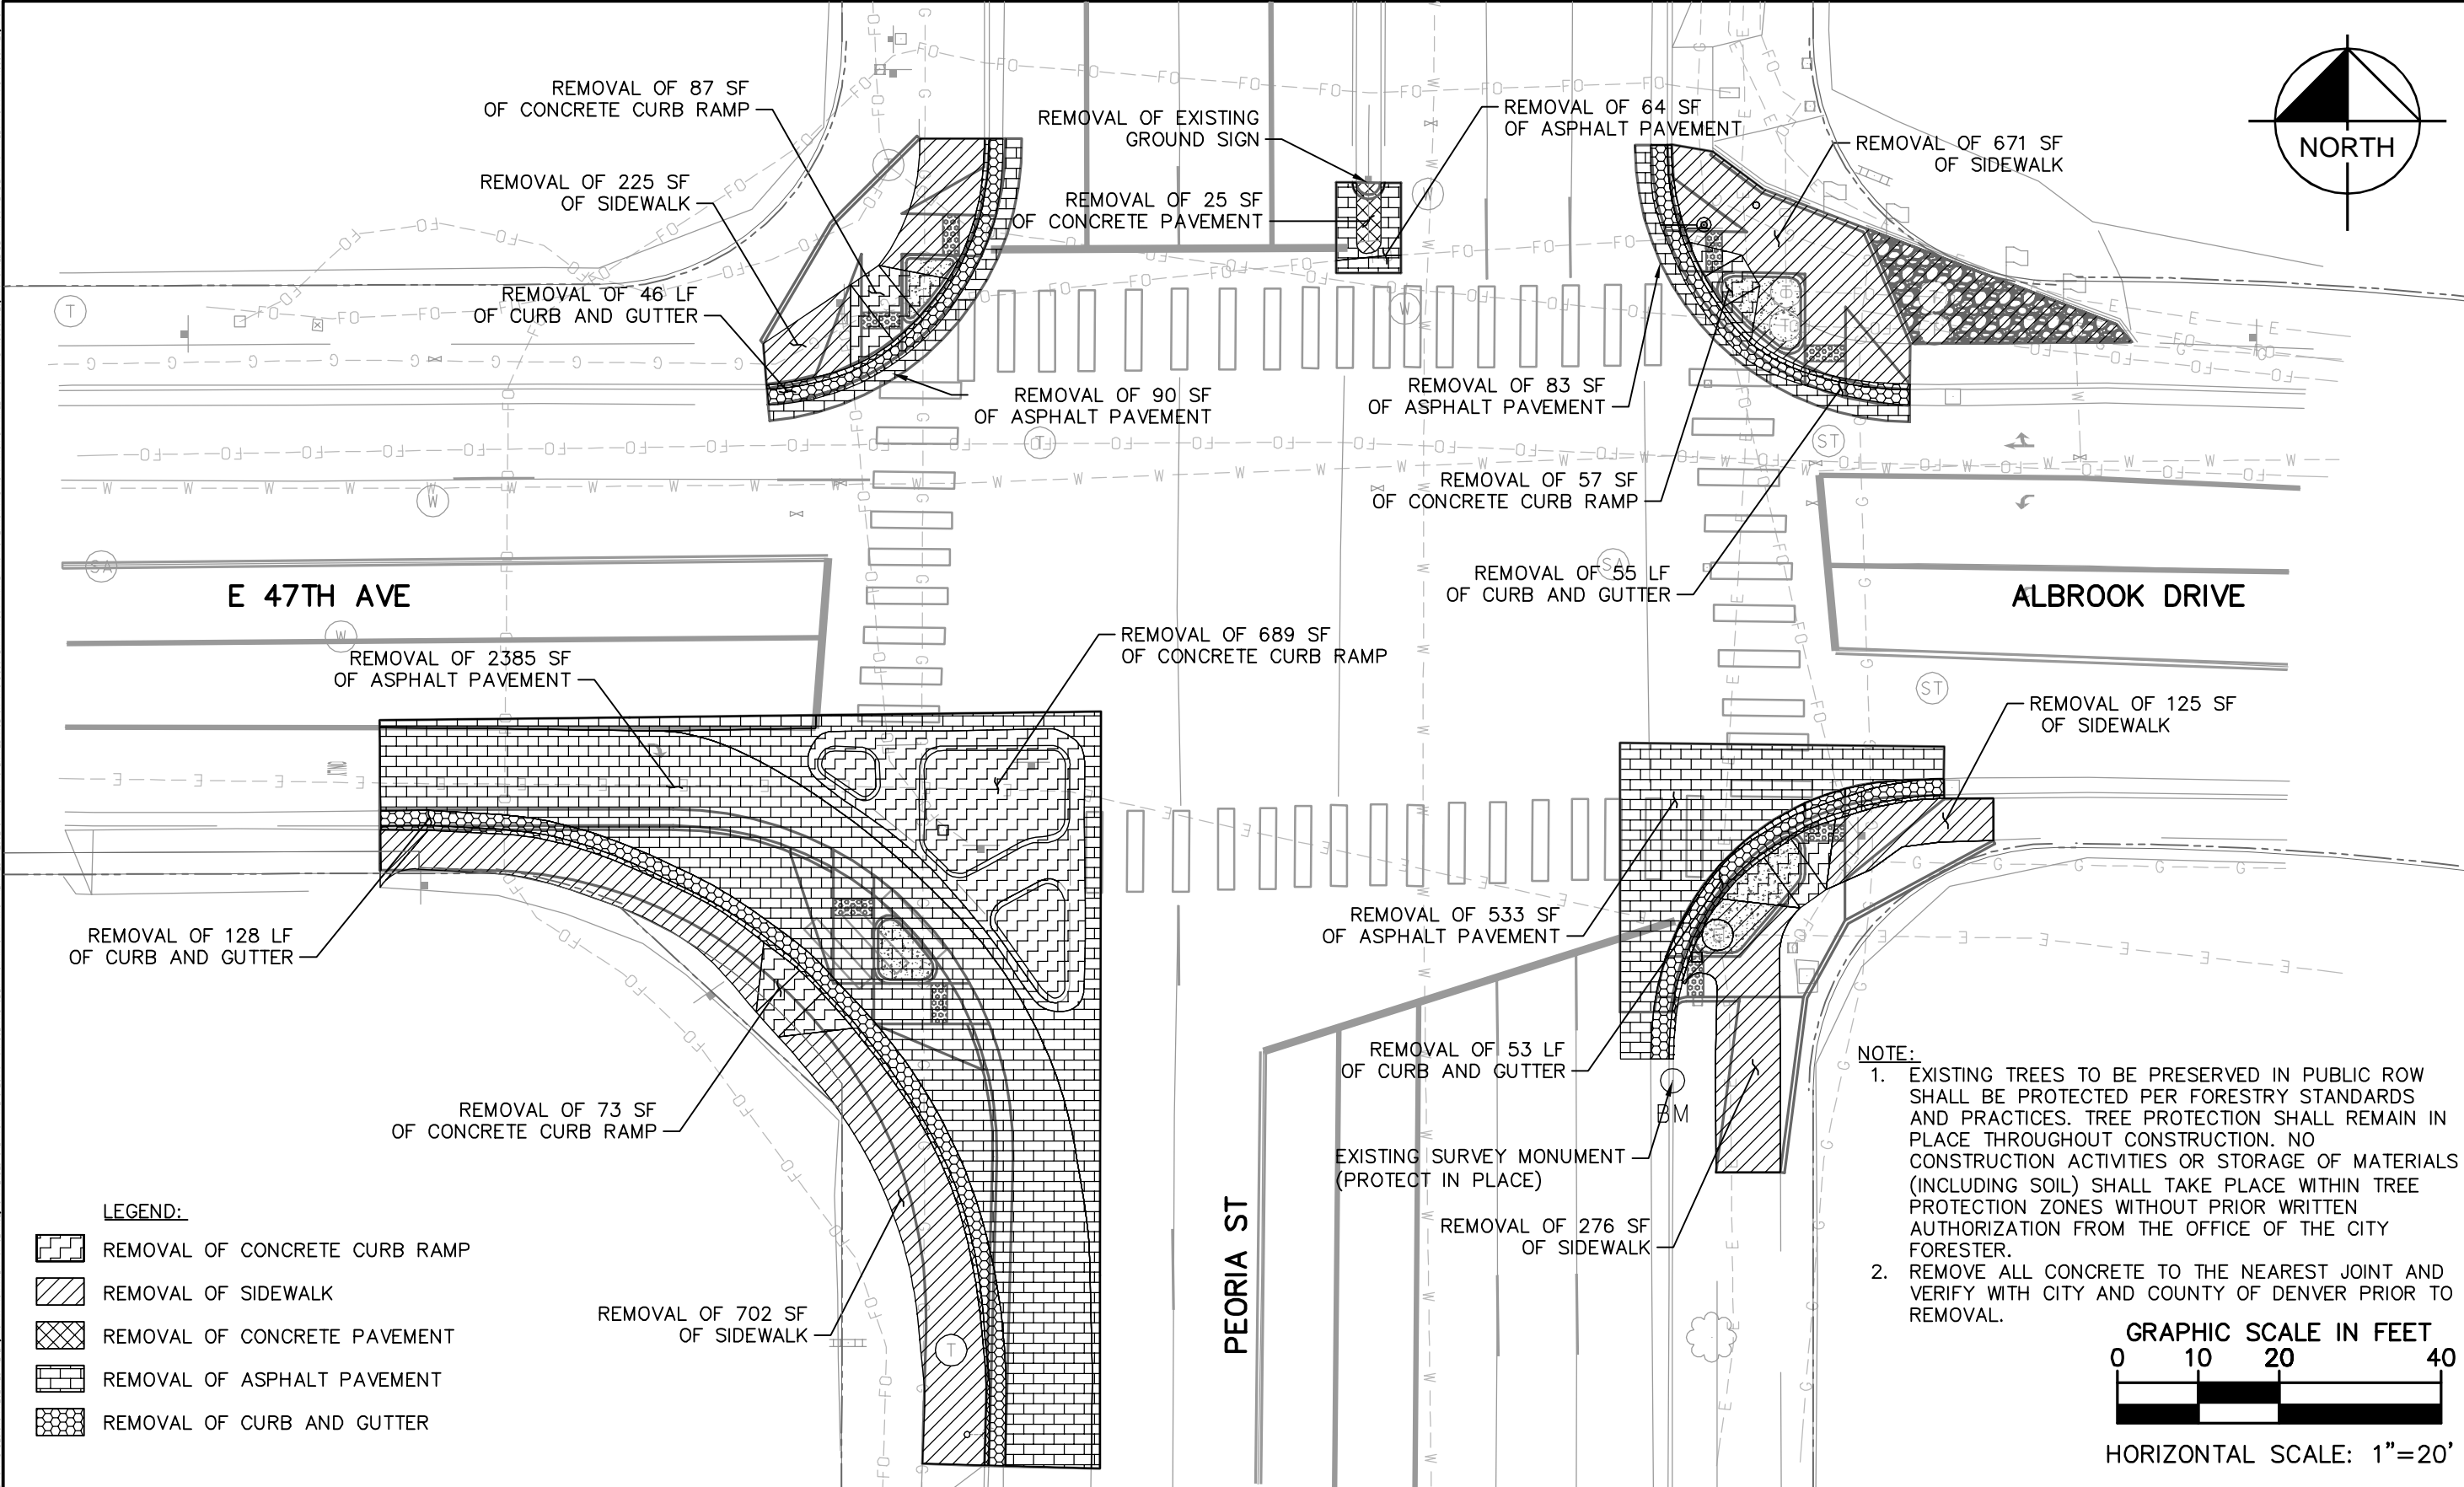 REMOVAL OF 87 SF
OF CONCRETE CURB RAMP
REMOVAL OF 225 SF
OF SIDEWALK
REMOVAL OF 46 LF
OF CURB AND GUTTER
REMOVAL OF EXISTING
GROUND SIGN
REMOVAL OF 25 SF
OF CONCRETE PAVEMENT
REMOVAL OF 64 SF
OF ASPHALT PAVEMENT
REMOVAL OF 671 SF
OF SIDEWALK
NORTH
REMOVAL OF 90 SF
OF ASPHALT PAVEMENT
REMOVAL OF 83 SF
OF ASPHALT PAVEMENT
REMOVAL OF 57 SF
OF CONCRETE CURB RAMP
REMOVAL OF 55 LF
OF CURB AND GUTTER
E 47TH AVE
ALBROOK DRIVE
REMOVAL OF 2385 SF
OF ASPHALT PAVEMENT
REMOVAL OF 689 SF
OF CONCRETE CURB RAMP
REMOVAL OF 125 SF
OF SIDEWALK
REMOVAL OF 128 LF
OF CURB AND GUTTER
REMOVAL OF 533 SF
OF ASPHALT PAVEMENT
REMOVAL OF 53 LF
OF CURB AND GUTTER
BM
REMOVAL OF 73 SF
OF CONCRETE CURB RAMP
EXISTING SURVEY MONUMENT
(PROTECT IN PLACE)
REMOVAL OF 276 SF
OF SIDEWALK
REMOVAL OF 702 SF
OF SIDEWALK
PEORIA ST
LEGEND:
REMOVAL OF CONCRETE CURB RAMP
REMOVAL OF SIDEWALK
REMOVAL OF CONCRETE PAVEMENT
REMOVAL OF ASPHALT PAVEMENT
REMOVAL OF CURB AND GUTTER
NOTE:
1. EXISTING TREES TO BE PRESERVED IN PUBLIC ROW
SHALL BE PROTECTED PER FORESTRY STANDARDS
AND PRACTICES. TREE PROTECTION SHALL REMAIN IN
PLACE THROUGHOUT CONSTRUCTION. NO
CONSTRUCTION ACTIVITIES OR STORAGE OF MATERIALS
(INCLUDING SOIL) SHALL TAKE PLACE WITHIN TREE
PROTECTION ZONES WITHOUT PRIOR WRITTEN
AUTHORIZATION FROM THE OFFICE OF THE CITY
FORESTER.
2. REMOVE ALL CONCRETE TO THE NEAREST JOINT AND
VERIFY WITH CITY AND COUNTY OF DENVER PRIOR TO
REMOVAL.
GRAPHIC SCALE IN FEET
0 10 20 40
HORIZONTAL SCALE: 1"=20'